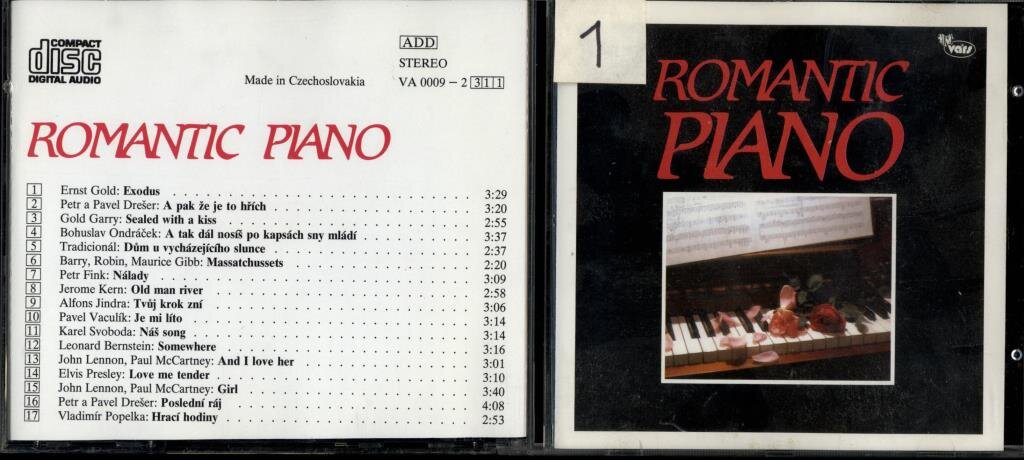 COMPACT
disc
DIGITAL AUDIO
ADD
STEREO
Made in Czechoslovakia
VA 0009 – 2 311
ROMANTIC PIANO
1 Ernst Gold: Exodus 3:29
2 Petr a Pavel Drešer: A pak že je to hřích 3:20
3 Gold Garry: Sealed with a kiss 2:55
4 Bohuslav Ondráček: A tak dál nosíš po kapsách sny mládí 3:37
5 Tradicionál: Dům u vycházejícího slunce 2:37
6 Barry, Robin, Maurice Gibb: Massatchussets 2:20
7 Petr Fink: Nálady 3:09
8 Jerome Kern: Old man river 2:58
9 Alfons Jindra: Tvůj krok zní 3:06
10 Pavel Vaculík: Je mi líto 3:14
11 Karel Svoboda: Náš song 3:14
12 Leonard Bernstein: Somewhere 3:16
13 John Lennon, Paul McCartney: And I love her 3:01
14 Elvis Presley: Love me tender 3:10
15 John Lennon, Paul McCartney: Girl 3:40
16 Petr a Pavel Drešer: Poslední ráj 4:08
17 Vladimír Popelka: Hrací hodiny 2:53
1
vars
ROMANTIC
PIANO